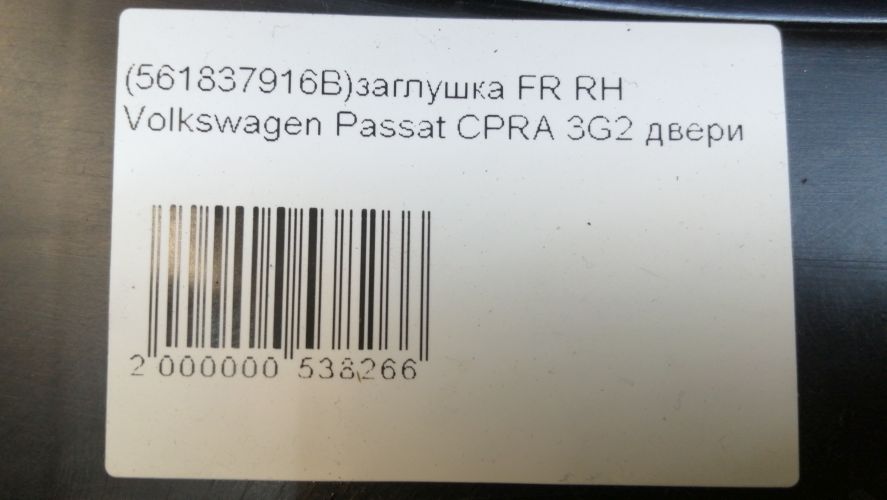 (561837916B)заглушка FR RH
Volkswagen Passat CPRA 3G2 двери
2 000000 538266